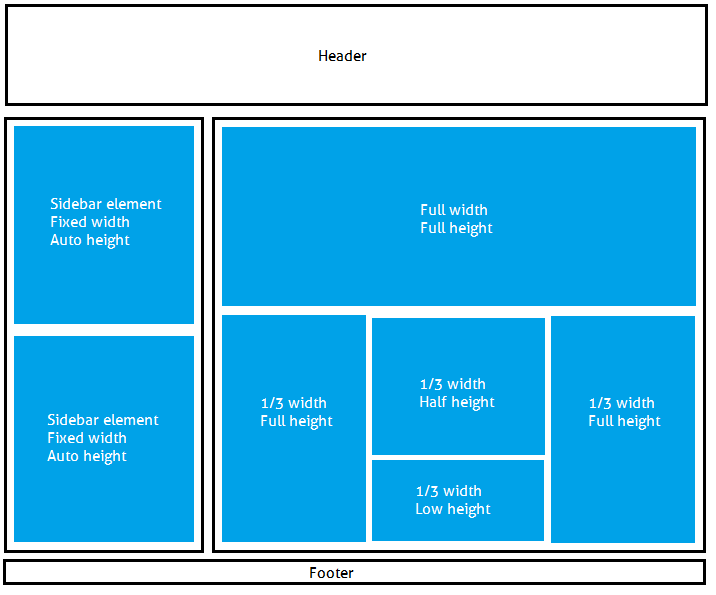 Header
Sidebar element
Fixed width
Auto height
Full width
Full height
Sidebar element
Fixed width
Auto height
1/3 width
Full height
1/3 width
Half height
1/3 width
Low height
1/3 width
Full height
Footer